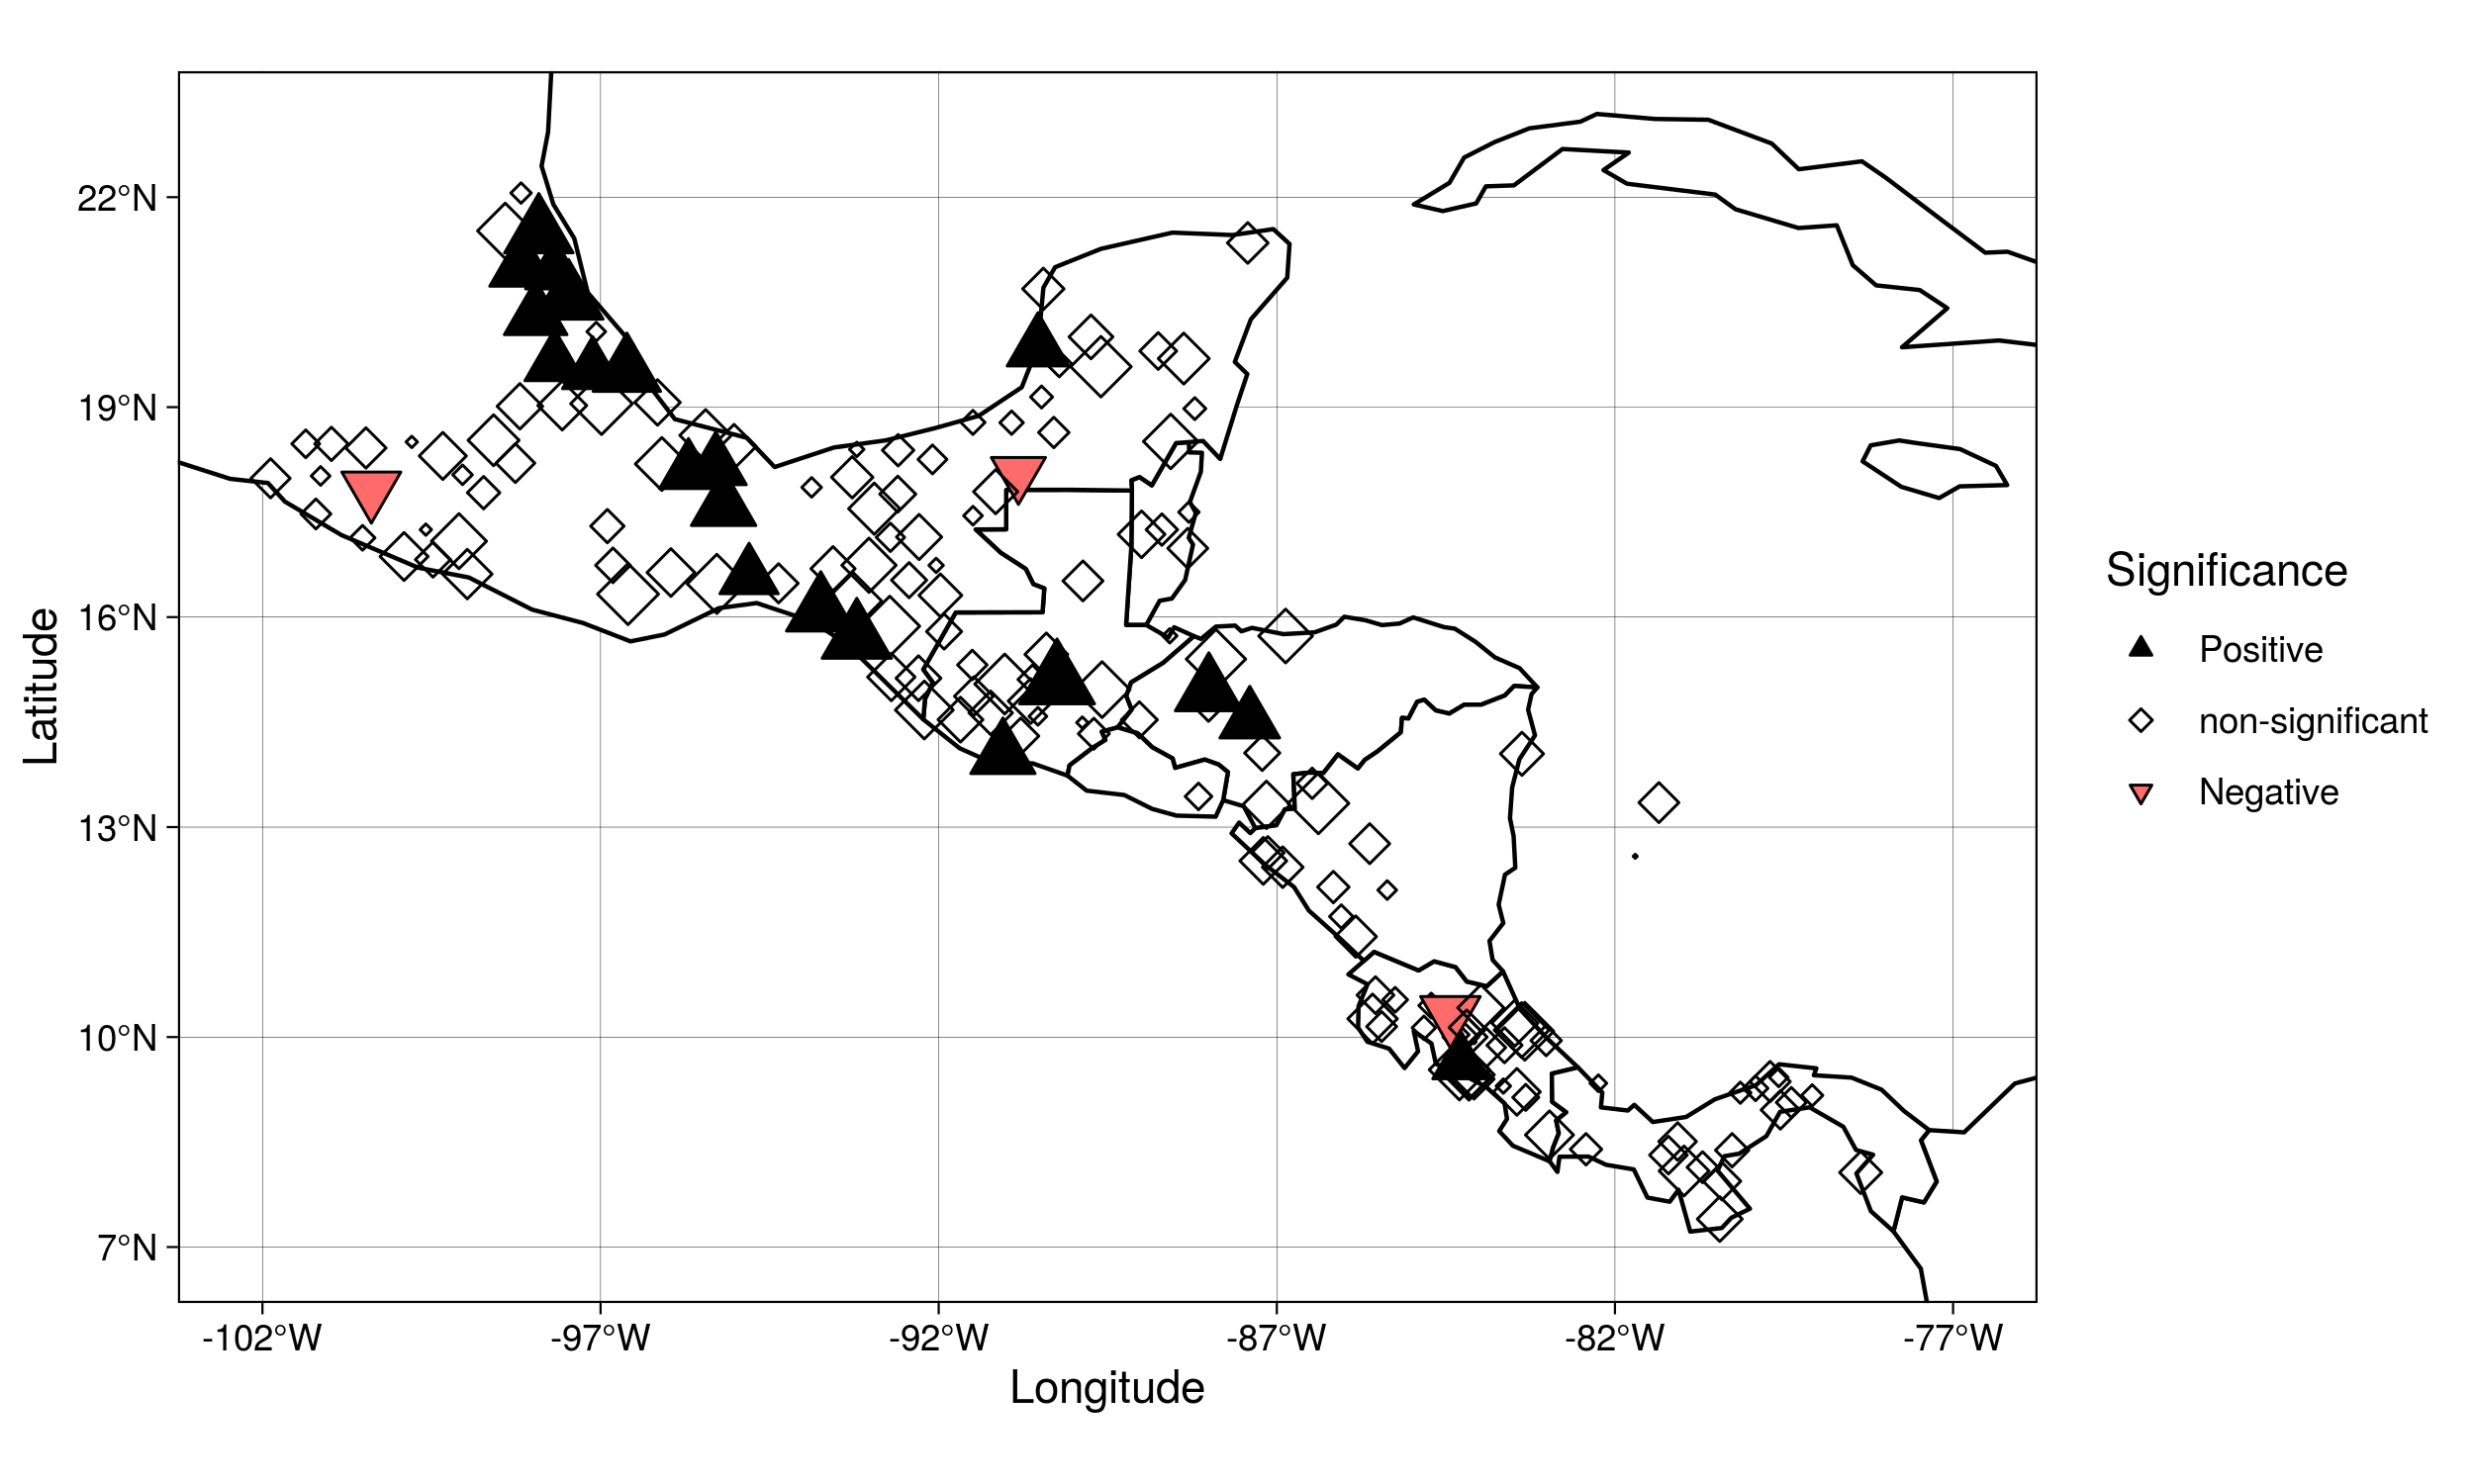 22°N
19°N
16°N
13°N
10°N
7°N
Latitude
-102°W
-97°W
-92°W
-87°W
-82°W
-77°W
Longitude
Significance
Positive
non-significant
Negative